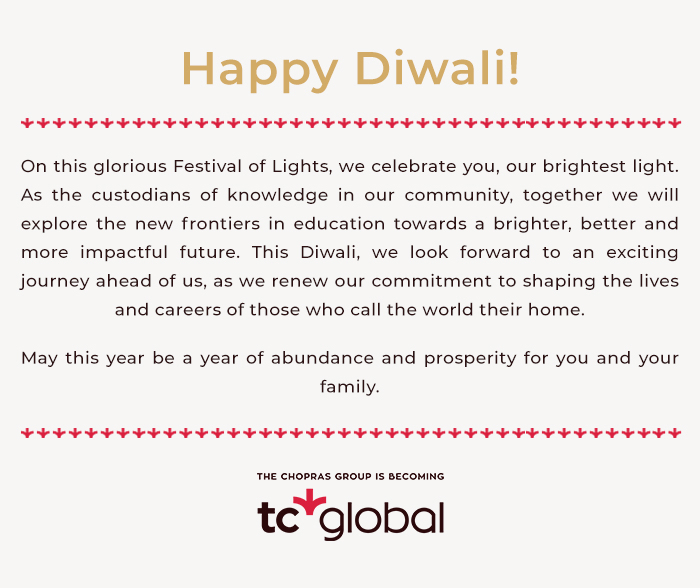 Happy Diwali!
On this glorious Festival of Lights, we celebrate you, our brightest light.
As the custodians of knowledge in our community, together we will
explore the new frontiers in education towards a brighter, better and
more impactful future. This Diwali, we look forward to an exciting
journey ahead of us, as we renew our commitment to shaping the lives
and careers of those who call the world their home.
May this year be a year of abundance and prosperity for you and your
family.
THE CHOPRAS GROUP IS BECOMING
tc global